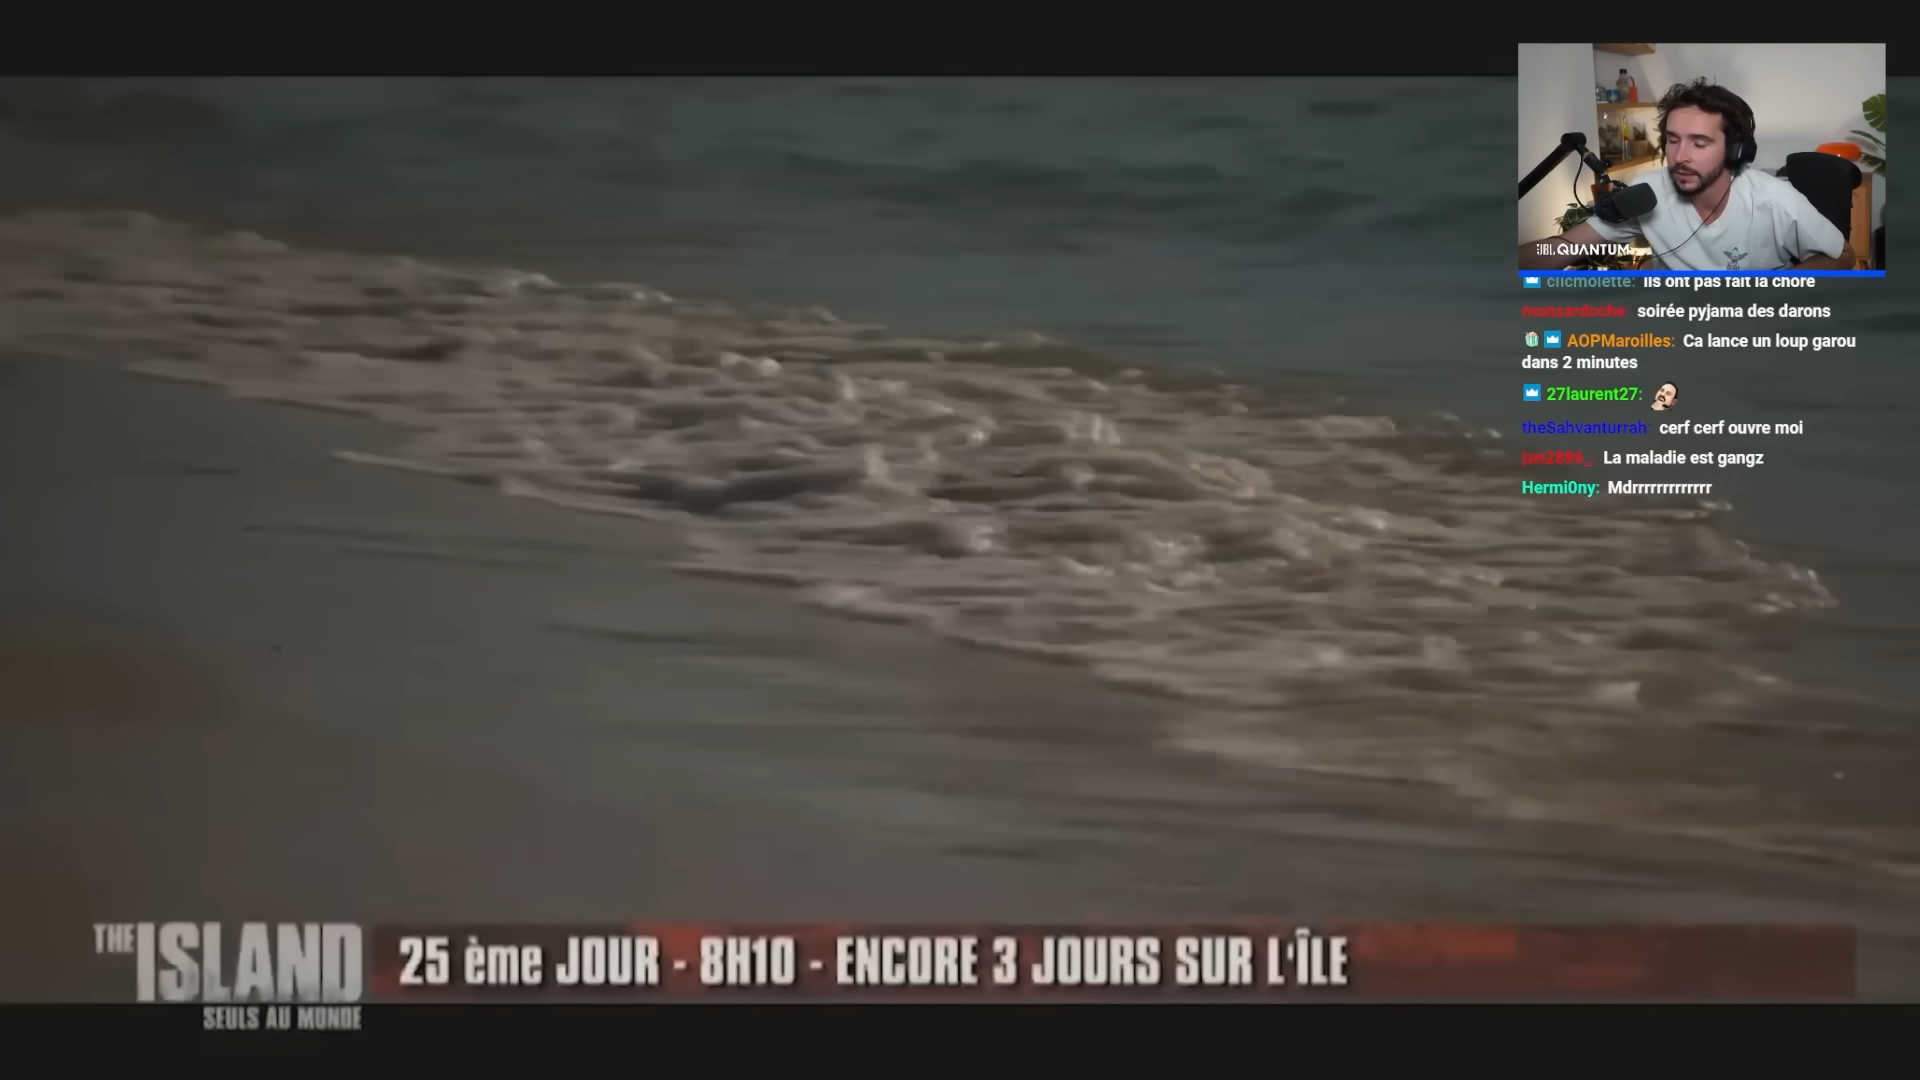 JBL QUANTUM
clicmolette: Ils ont pas fait la chore
monsardoche: soirée pyjama des darons
AOPMaroilles: Ca lance un loup garou
dans 2 minutes
27laurent27:
theSahvanturrah: cerf cerf ouvre moi
jun2886_: La maladie est gangz
Hermi0ny: Mdrrrrrrrrrrrrr
THE ISLAND
SEULS AU MONDE
25 ème JOUR - 8H10 - ENCORE 3 JOURS SUR L'ÎLE